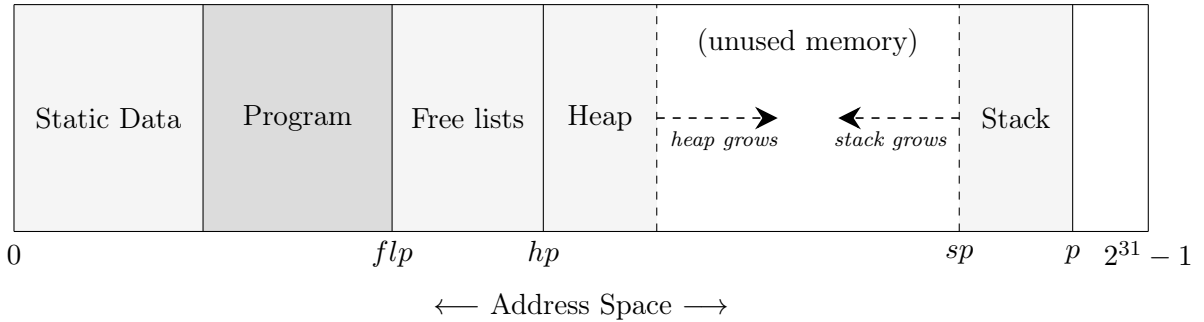 (unused memory)
Static Data Program Free lists Heap Stack
heap grows stack grows
0 flp hp sp p 2^31 − 1
⟵ Address Space ⟶